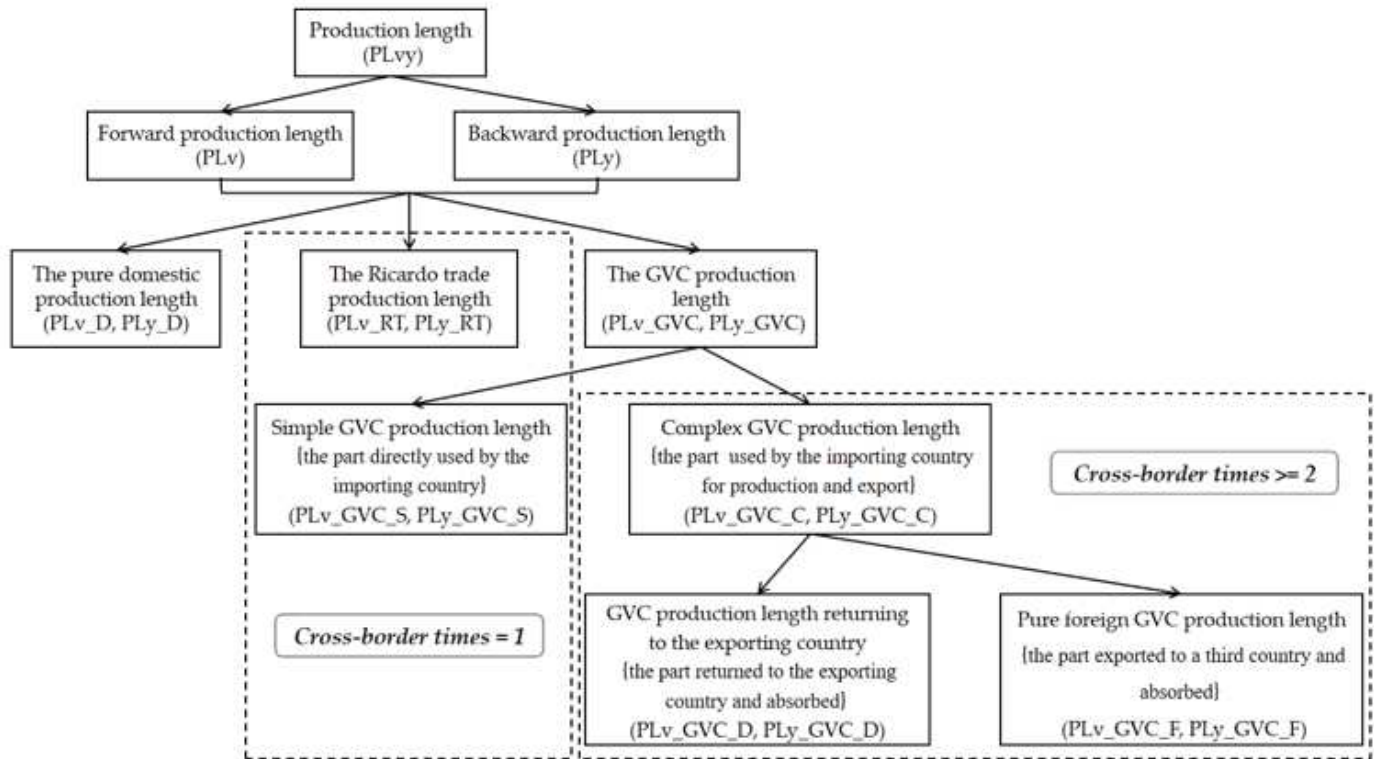 Production length
(PLvy)
Forward production length
(PLv)
Backward production length
(PLy)
The pure domestic
production length
(PLv_D, PLy_D)
The Ricardo trade
production length
(PLv_RT, PLy_RT)
The GVC production
length
(PLv_GVC, PLy_GVC)
Simple GVC production length
{the part directly used by the
importing country}
(PLv_GVC_S, PLy_GVC_S)
Complex GVC production length
{the part used by the importing country
for production and export}
(PLv_GVC_C, PLy_GVC_C)
Cross-border times >= 2
Cross-border times = 1
GVC production length returning
to the exporting country
{the part returned to the exporting
country and absorbed}
(PLv_GVC_D, PLy_GVC_D)
Pure foreign GVC production length
{the part exported to a third country and
absorbed}
(PLv_GVC_F, PLy_GVC_F)